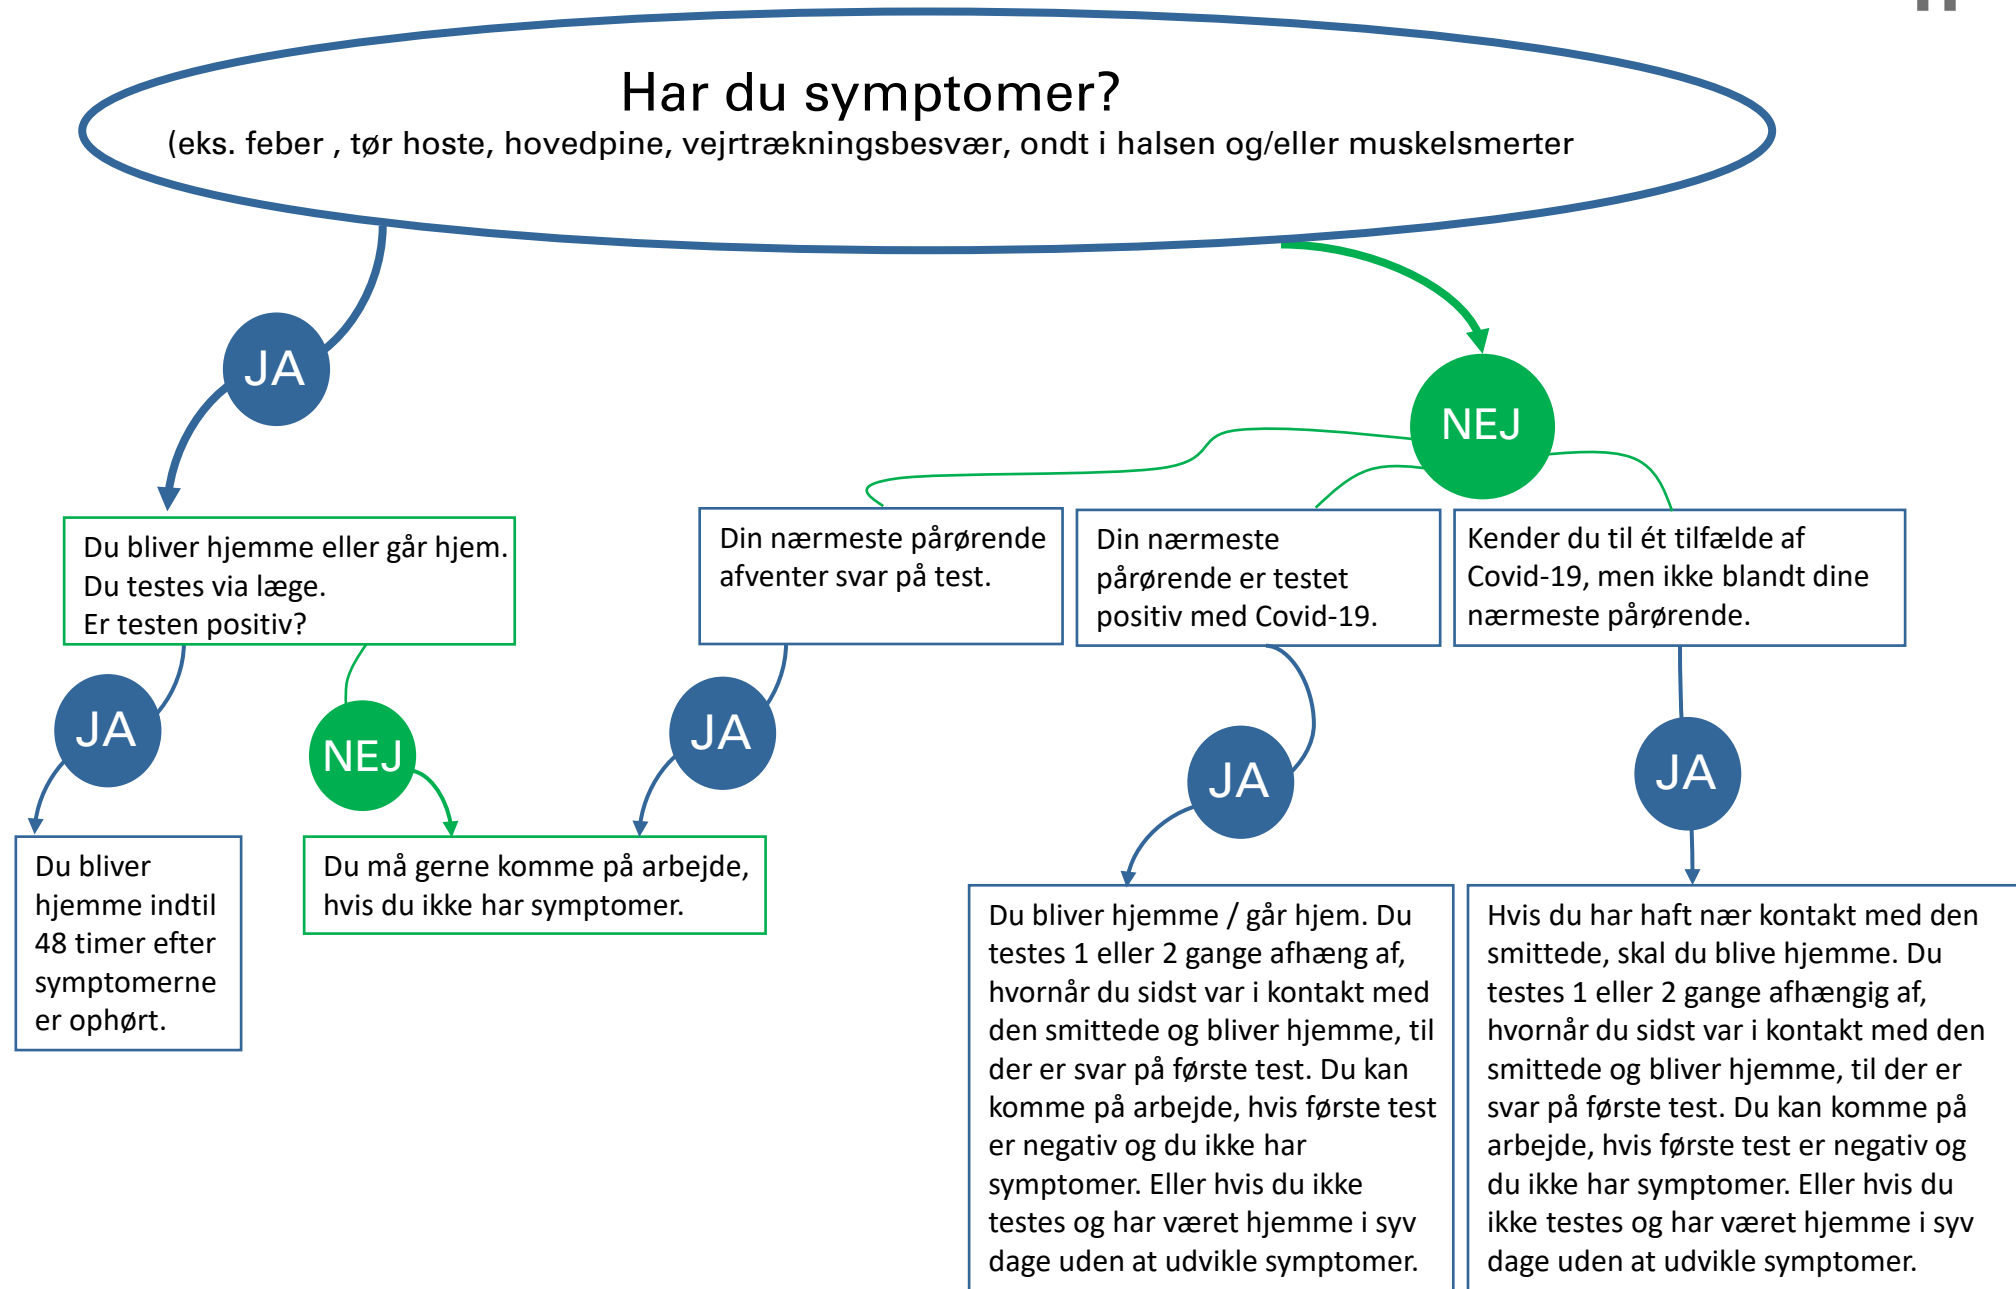 Har du symptomer?
(eks. feber , tør hoste, hovedpine, vejrtrækningsbesvær, ondt i halsen og/eller muskelsmerter
JA
NEJ
Du bliver hjemme eller går hjem.
Du testes via læge.
Er testen positiv?
Din nærmeste pårørende
afventer svar på test.
Din nærmeste
pårørende er testet
positiv med Covid-19.
Kender du til ét tilfælde af
Covid-19, men ikke blandt dine
nærmeste pårørende.
JA
NEJ
JA
JA
JA
Du bliver
hjemme indtil
48 timer efter
symptomerne
er ophørt.
Du må gerne komme på arbejde,
hvis du ikke har symptomer.
Du bliver hjemme / går hjem. Du
testes 1 eller 2 gange afhæng af,
hvornår du sidst var i kontakt med
den smittede og bliver hjemme, til
der er svar på første test. Du kan
komme på arbejde, hvis første test
er negativ og du ikke har
symptomer. Eller hvis du ikke
testes og har været hjemme i syv
dage uden at udvikle symptomer.
Hvis du har haft nær kontakt med den
smittede, skal du blive hjemme. Du
testes 1 eller 2 gange afhængig af,
hvornår du sidst var i kontakt med den
smittede og bliver hjemme, til der er
svar på første test. Du kan komme på
arbejde, hvis første test er negativ og
du ikke har symptomer. Eller hvis du
ikke testes og har været hjemme i syv
dage uden at udvikle symptomer.